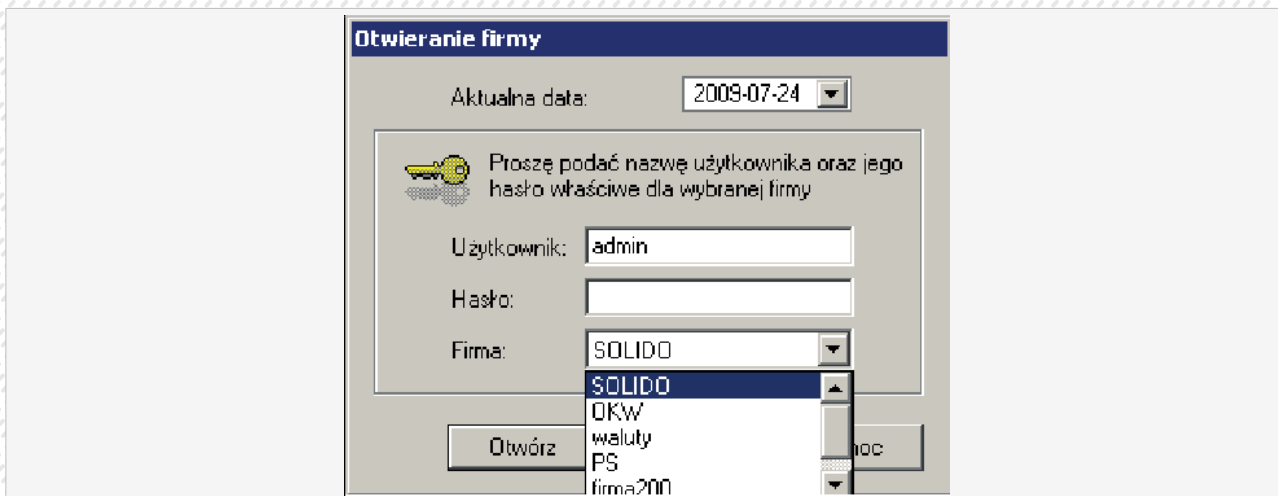 Otwieranie firmy
Aktualna data: 2009-07-24
Proszę podać nazwę użytkownika oraz jego
hasło właściwe dla wybranej firmy
Użytkownik: admin
Hasło:
Firma: SOLIDO
SOLIDO
OKW
waluty
PS
firma200
Otwórz